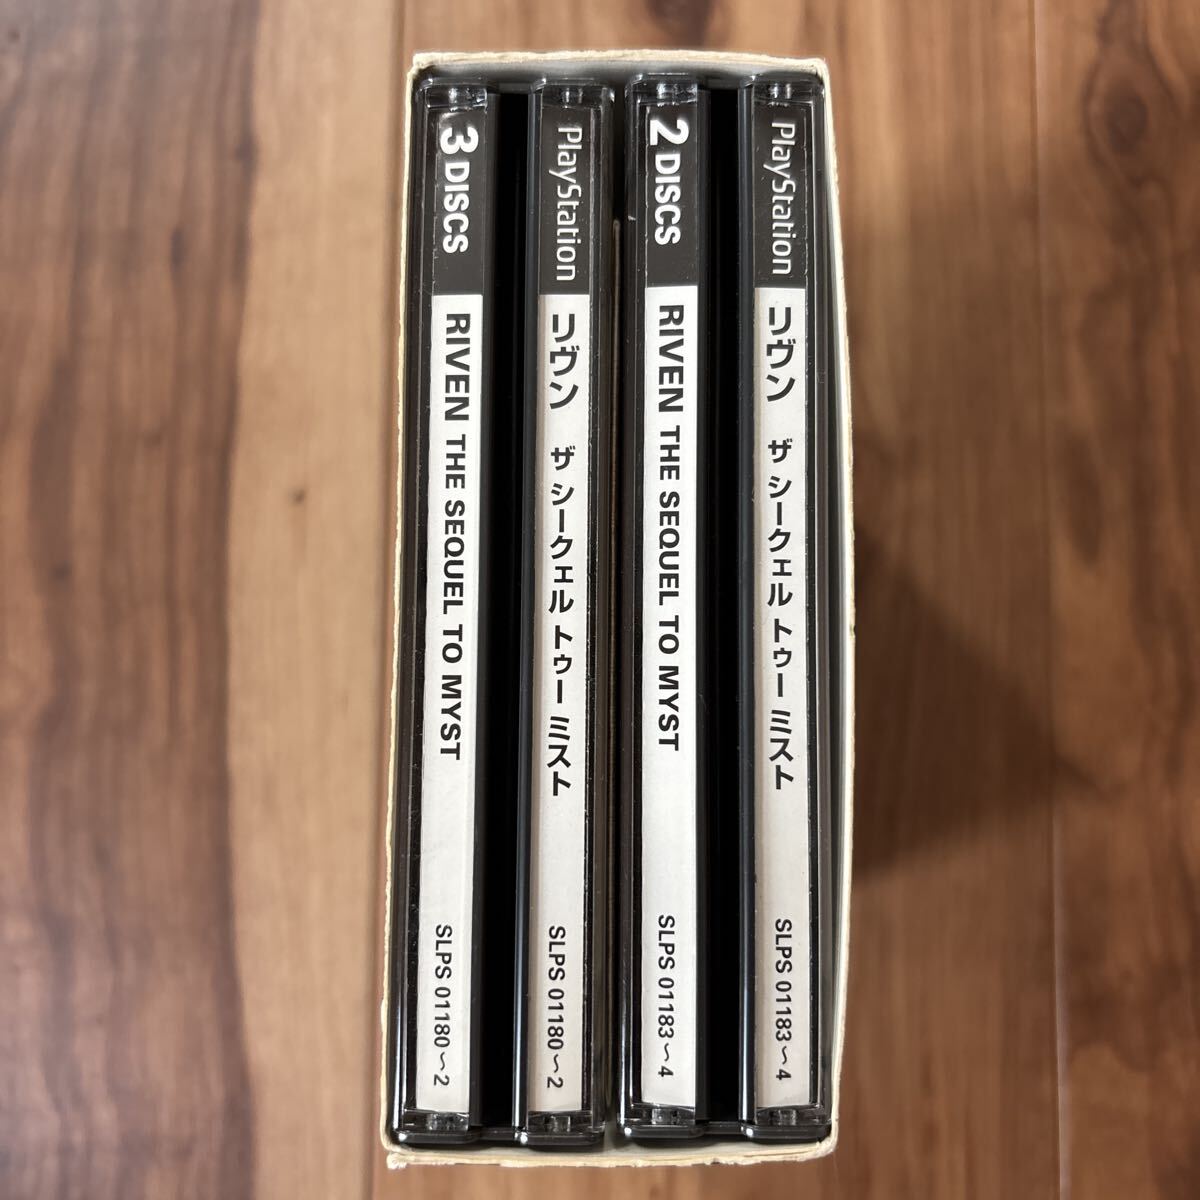 3 DISCS RIVEN THE SEQUEL TO MYST SLPS 01180～2
PlayStation リヴン ザ シークェル トゥー ミスト SLPS 01180～2
2 DISCS RIVEN THE SEQUEL TO MYST SLPS 01183～4
PlayStation リヴン ザ シークェル トゥー ミスト SLPS 01183～4